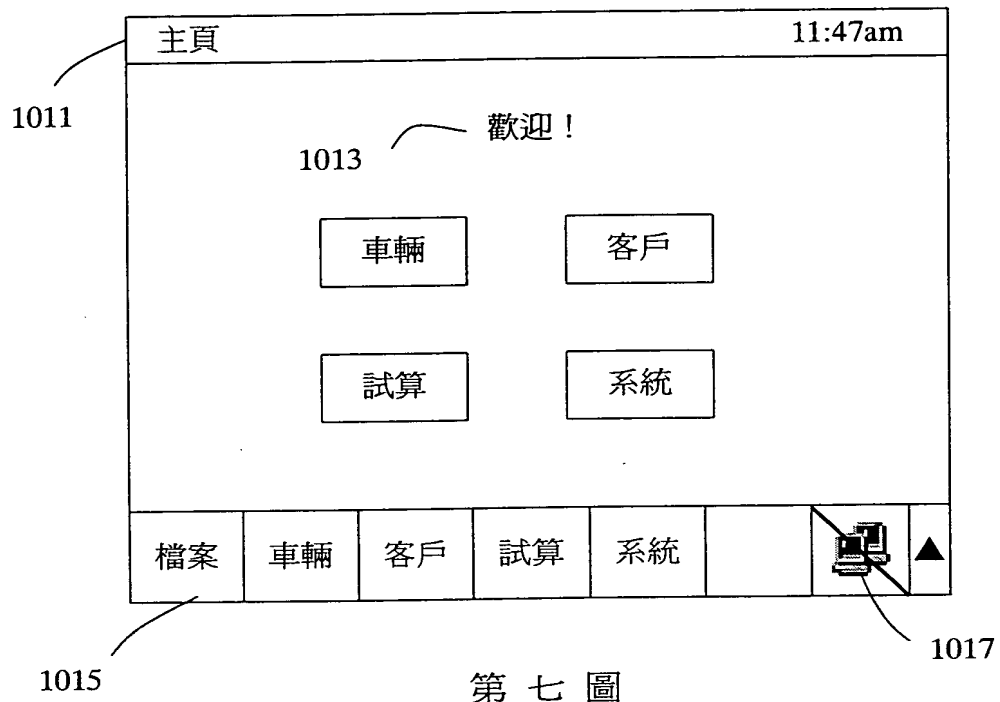 主頁 11:47am
1011
歡迎！
1013
車輛 客戶
試算 系統
檔案 車輛 客戶 試算 系統
1017
1015
第七圖